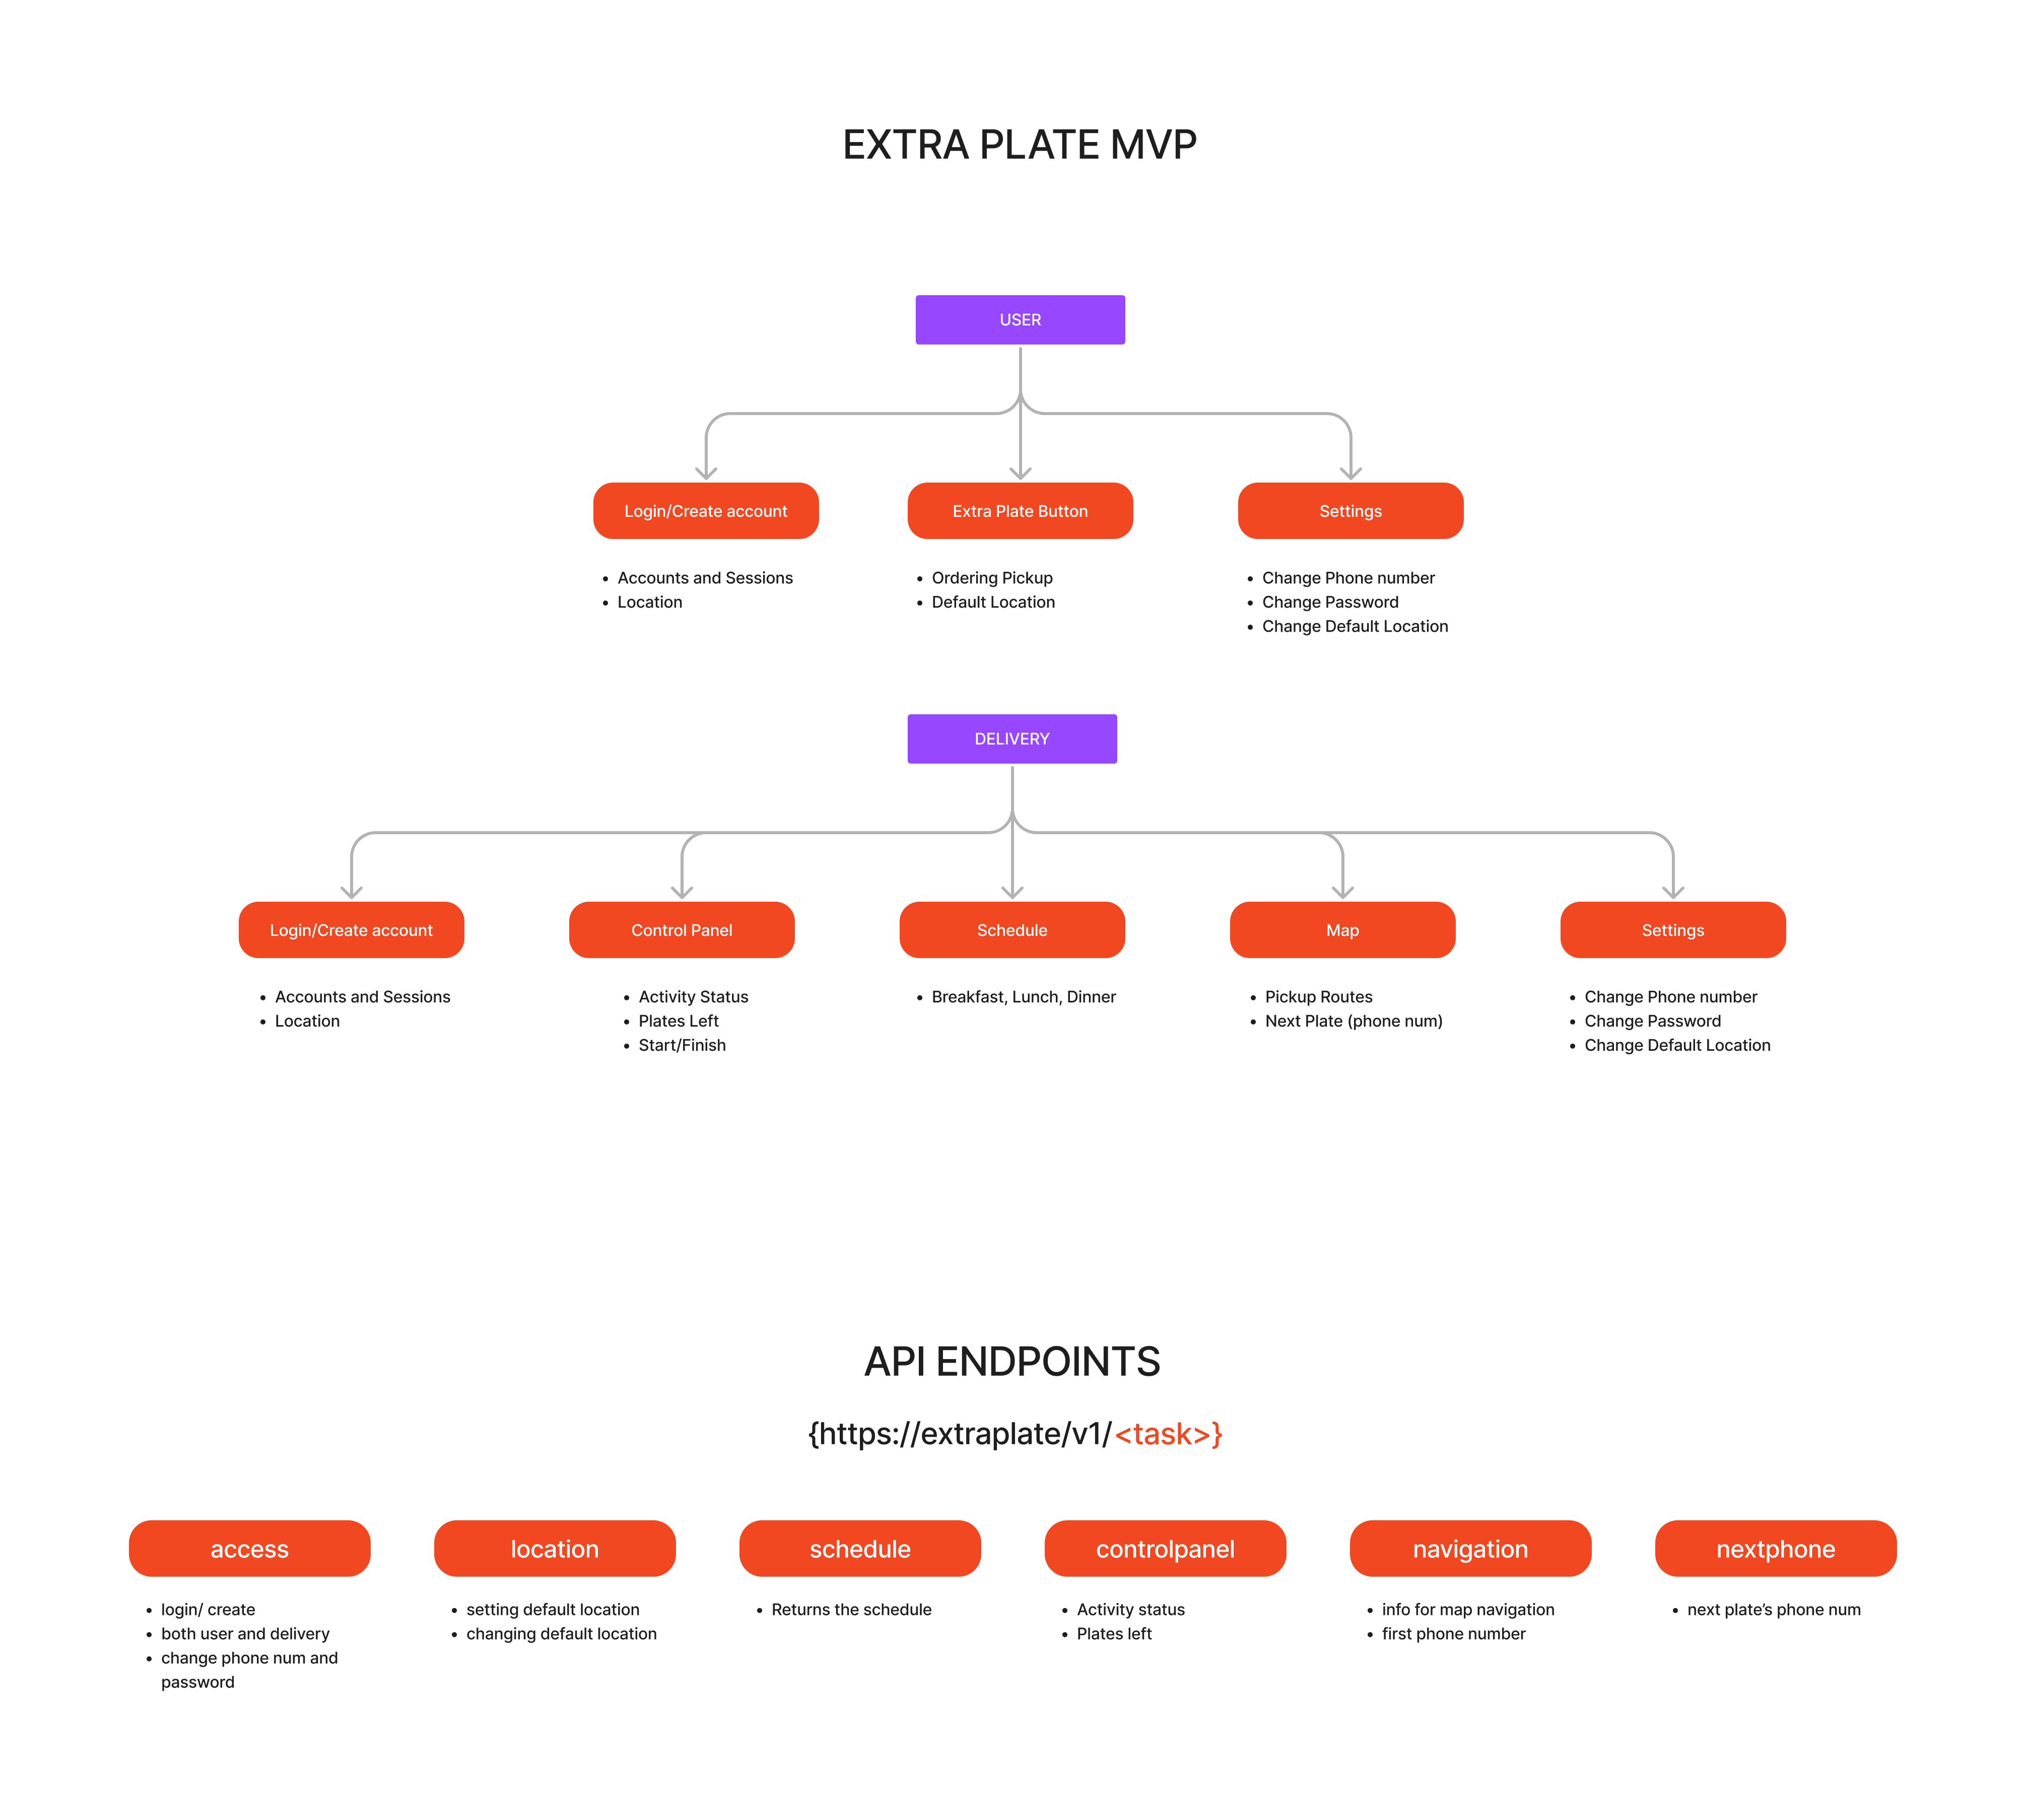 EXTRA PLATE MVP
USER
Login/Create account
Extra Plate Button
Settings
• Accounts and Sessions
• Location
• Ordering Pickup
• Default Location
• Change Phone number
• Change Password
• Change Default Location
DELIVERY
Login/Create account
Control Panel
Schedule
Map
Settings
• Accounts and Sessions
• Location
• Activity Status
• Plates Left
• Start/Finish
• Breakfast, Lunch, Dinner
• Pickup Routes
• Next Plate (phone num)
• Change Phone number
• Change Password
• Change Default Location
API ENDPOINTS
{https://extraplate/v1/<task>}
access
location
schedule
controlpanel
navigation
nextphone
• login/ create
• both user and delivery
• change phone num and
password
• setting default location
• changing default location
• Returns the schedule
• Activity status
• Plates left
• info for map navigation
• first phone number
• next plate’s phone num